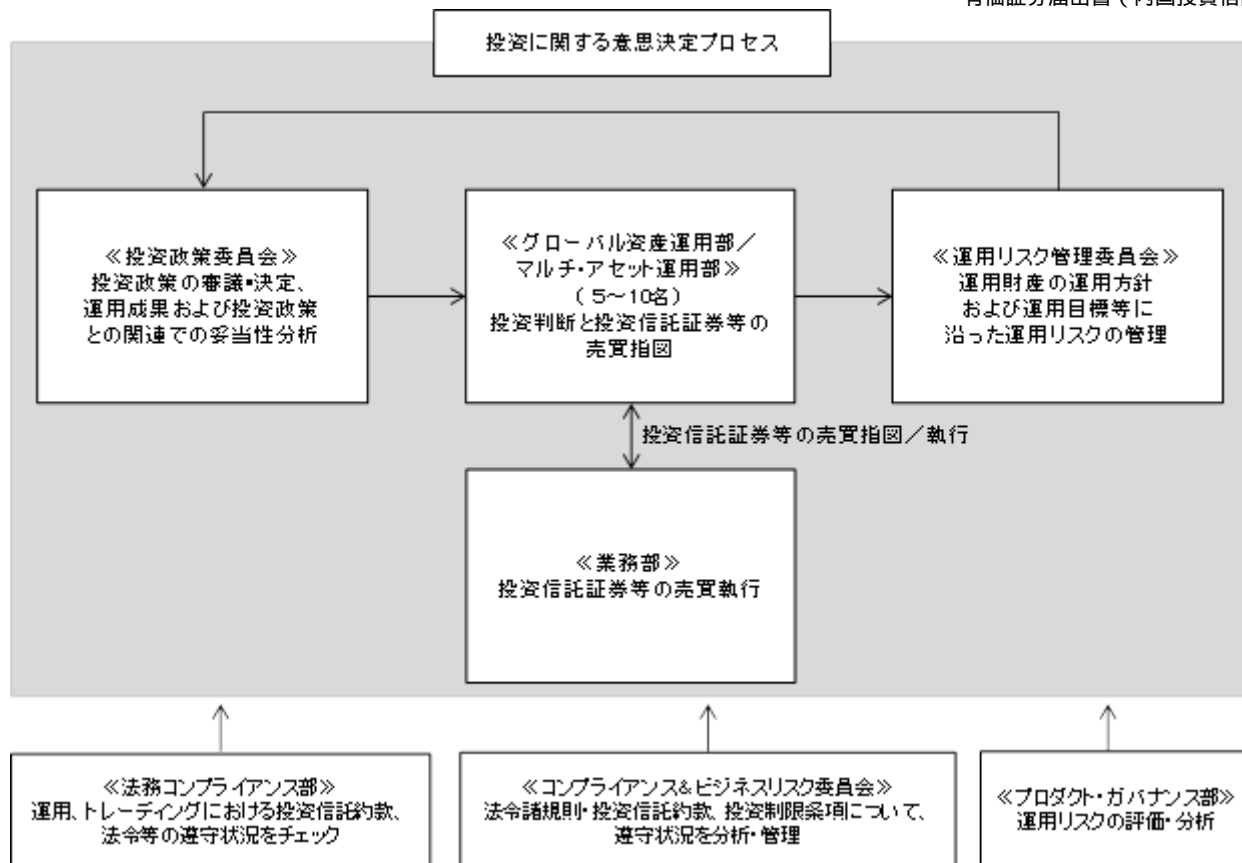 有価証券届出書(内国投資信
投資に関する意思決定プロセス
≪投資政策委員会≫
投資政策の審議・決定、
運用成果および投資政策
との関連での妥当性分析
≪グローバル資産運用部/
マルチ・アセット運用部≫
(5~10名)
投資判断と投資信託証券等の
売買指図
≪運用リスク管理委員会≫
運用財産の運用方針
および運用目標等に
沿った運用リスクの管理
投資信託証券等の売買指図/執行
≪業務部≫
投資信託証券等の売買執行
≪法務コンプライアンス部≫
運用、トレーディングにおける投資信託約款、
法令等の遵守状況をチェック
≪コンプライアンス&ビジネスリスク委員会≫
法令諸規則・投資信託約款、投資制限条項について、
遵守状況を分析・管理
≪プロダクト・ガバナンス部≫
運用リスクの評価・分析